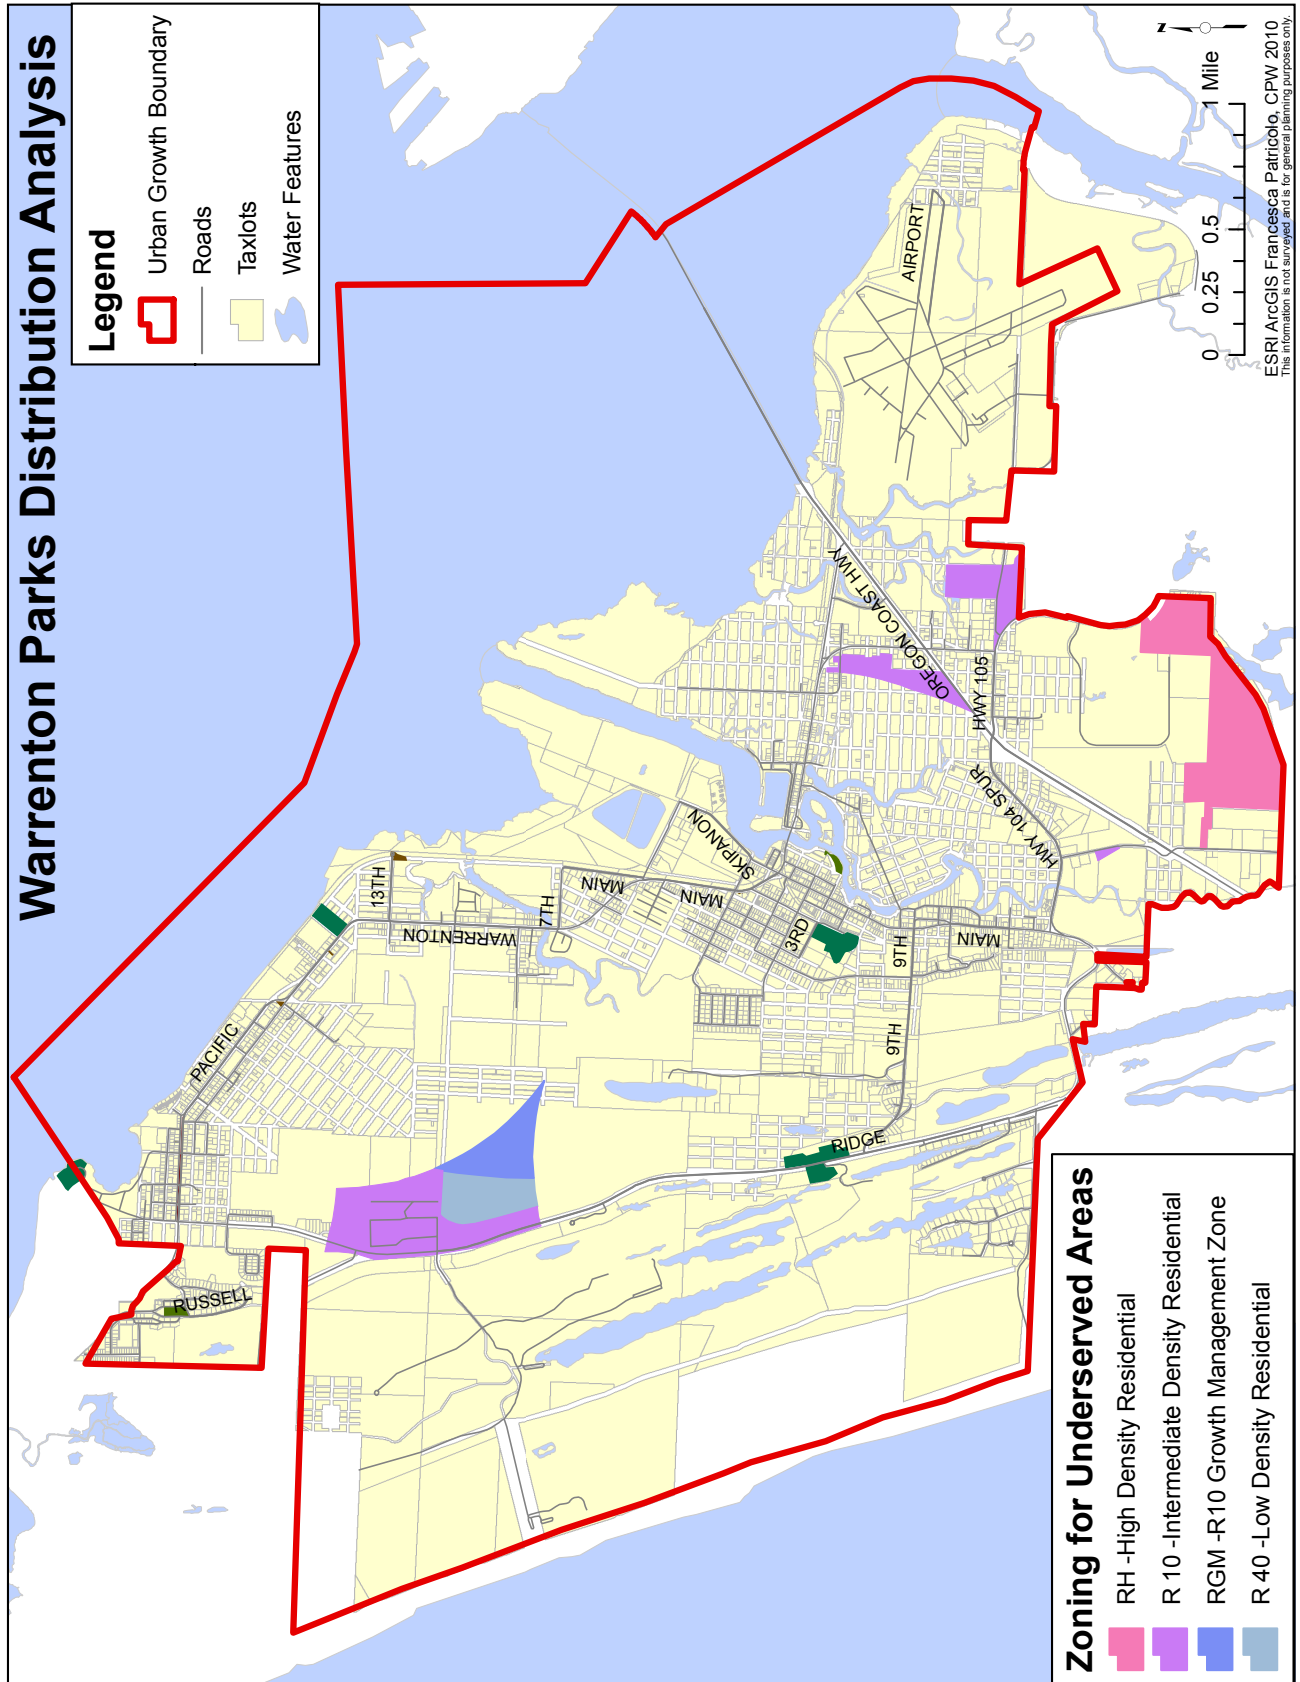 Warrenton Parks Distribution Analysis
Legend
Urban Growth Boundary
Roads
Taxlots
Water Features
RUSSELL
PACIFIC
13TH
WARRENTON
7TH
MAIN
MAIN
SKIPANON
3RD
9TH
MAIN
9TH
RIDGE
AIRPORT
OREGON COAST HWY
HWY 105
HWY 104 SPUR
Zoning for Underserved Areas
RH -High Density Residential
R 10 -Intermediate Density Residential
RGM -R10 Growth Management Zone
R 40 -Low Density Residential
N
0 0.25 0.5 1 Mile
ESRI ArcGIS Francesca Patricolo, CPW 2010
This information is not surveyed and is for general planning purposes only.